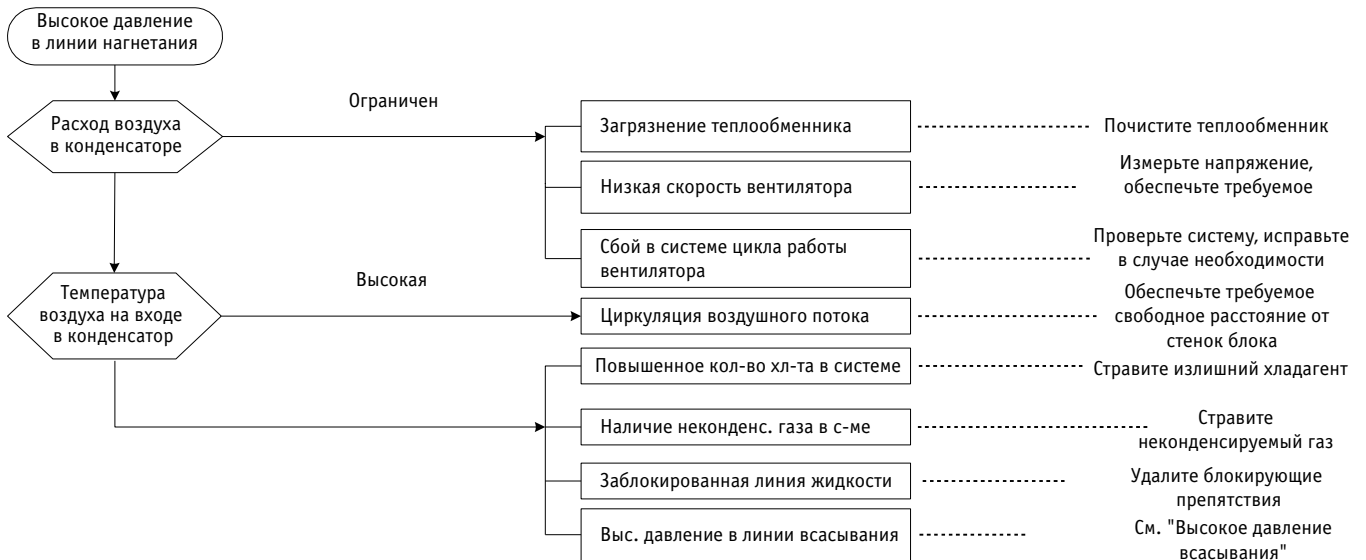 Высокое давление
в линии нагнетания
Ограничен
Расход воздуха
в конденсаторе
Загрязнение теплообменника
Почистите теплообменник
Низкая скорость вентилятора
Измерьте напряжение,
обеспечьте требуемое
Сбой в системе цикла работы
вентилятора
Проверьте систему, исправьте
в случае необходимости
Высокая
Температура
воздуха на входе
в конденсатор
Циркуляция воздушного потока
Обеспечьте требуемое
свободное расстояние от
стенок блока
Повышенное кол-во хл-та в системе
Стравите излишний хладагент
Наличие неконденс. газа в с-ме
Стравите
неконденсируемый газ
Заблокированная линия жидкости
Удалите блокирующие
препятствия
Выс. давление в линии всасывания
См. "Высокое давление
всасывания"